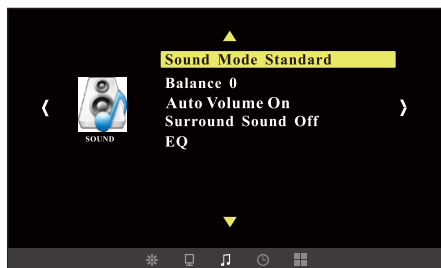 Sound Mode Standard
Balance 0
Auto Volume On
Surround Sound Off
SOUND
EQ